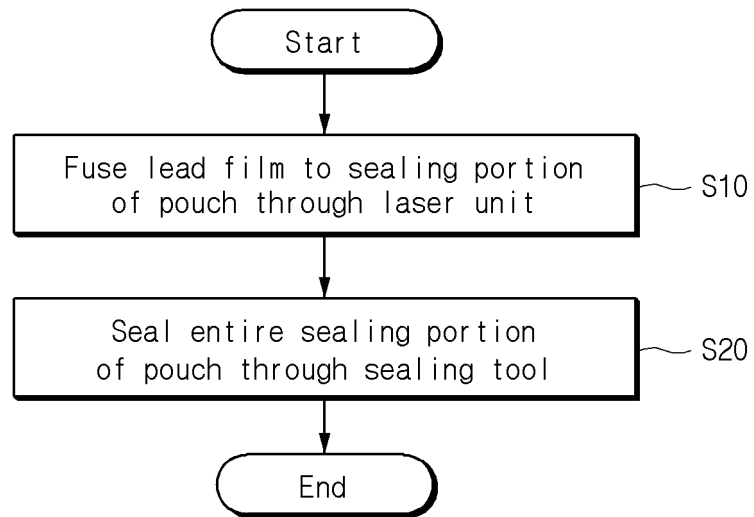 Start
Fuse lead film to sealing portion
of pouch through laser unit
S10
Seal entire sealing portion
of pouch through sealing tool
S20
End